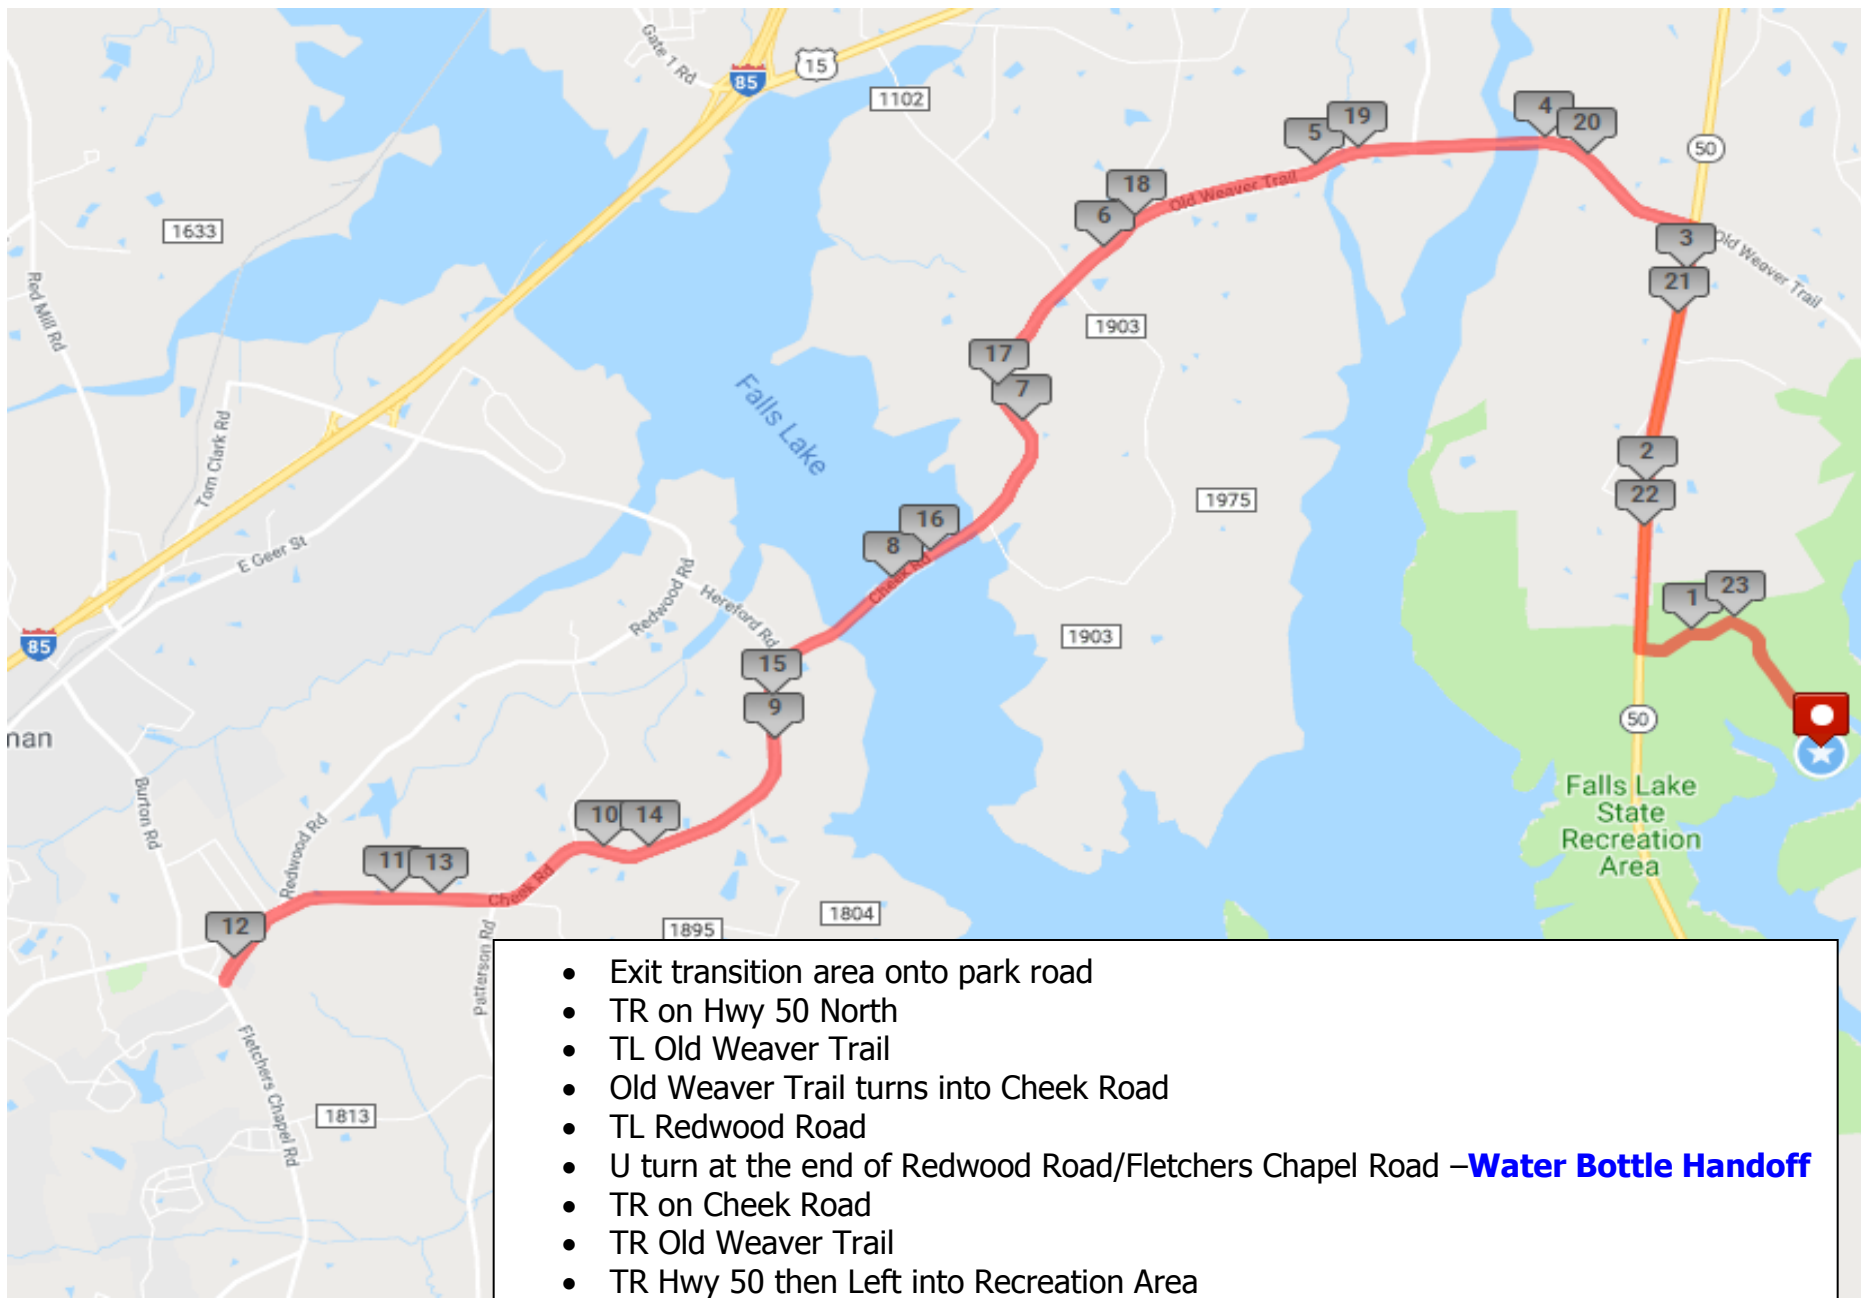 Gate 1 Rd
85
15
1102
4
20
19
5
50
18
6
Old Weaver Trail
1633
3
Old Weaver Trail
21
Red Mill Rd
1903
17
7
Falls Lake
Tom Clark Rd
2
22
1975
E Geer St
16
8
Cheek Rd
Redwood Rd
Hereford Rd
1
23
85
1903
15
9
50
man
Burton Rd
Falls Lake
State
Recreation
Area
10
14
Redwood Rd
11
13
Cheek Rd
12
1895
1804
Patterson Rd
Fletchers Chapel Rd
1813
• Exit transition area onto park road
• TR on Hwy 50 North
• TL Old Weaver Trail
• Old Weaver Trail turns into Cheek Road
• TL Redwood Road
• U turn at the end of Redwood Road/Fletchers Chapel Road –Water Bottle Handoff
• TR on Cheek Road
• TR Old Weaver Trail
• TR Hwy 50 then Left into Recreation Area